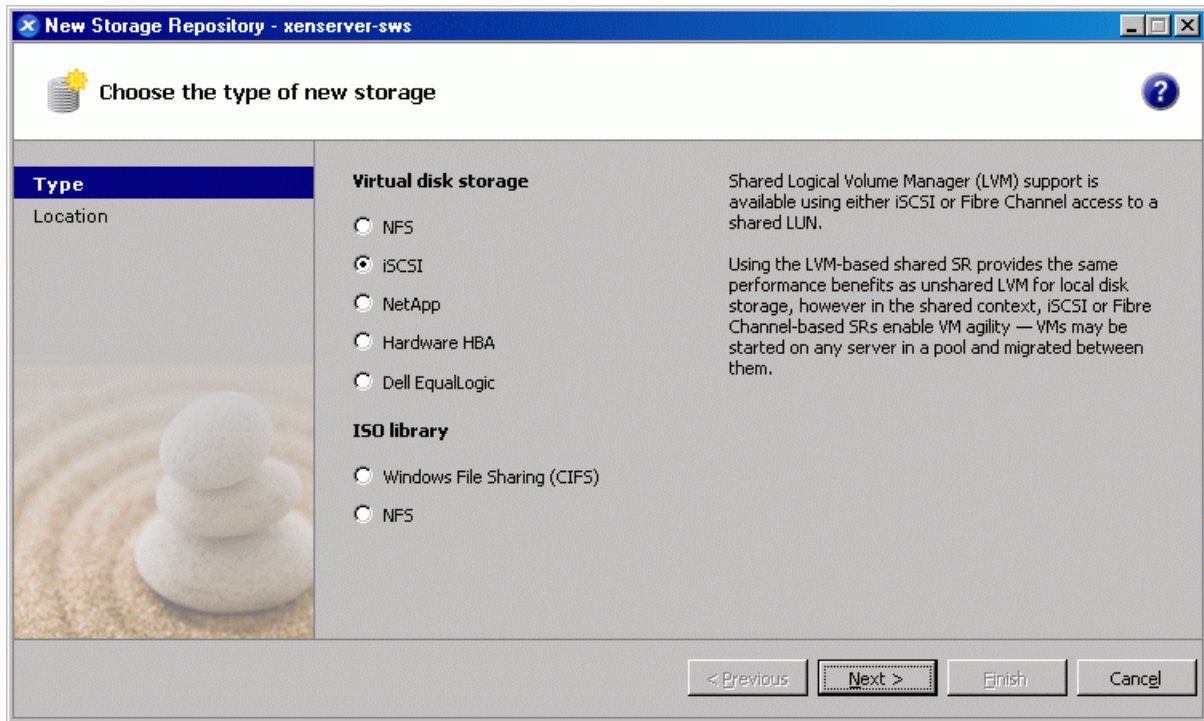 New Storage Repository - xenserver-sws
Choose the type of new storage
?
Type
Location
Virtual disk storage
NFS
iSCSI
NetApp
Hardware HBA
Dell EqualLogic
ISO library
Windows File Sharing (CIFS)
NFS
Shared Logical Volume Manager (LVM) support is
available using either iSCSI or Fibre Channel access to a
shared LUN.
Using the LVM-based shared SR provides the same
performance benefits as unshared LVM for local disk
storage, however in the shared context, iSCSI or Fibre
Channel-based SRs enable VM agility — VMs may be
started on any server in a pool and migrated between
them.
< Previous
Next >
Finish
Cancel